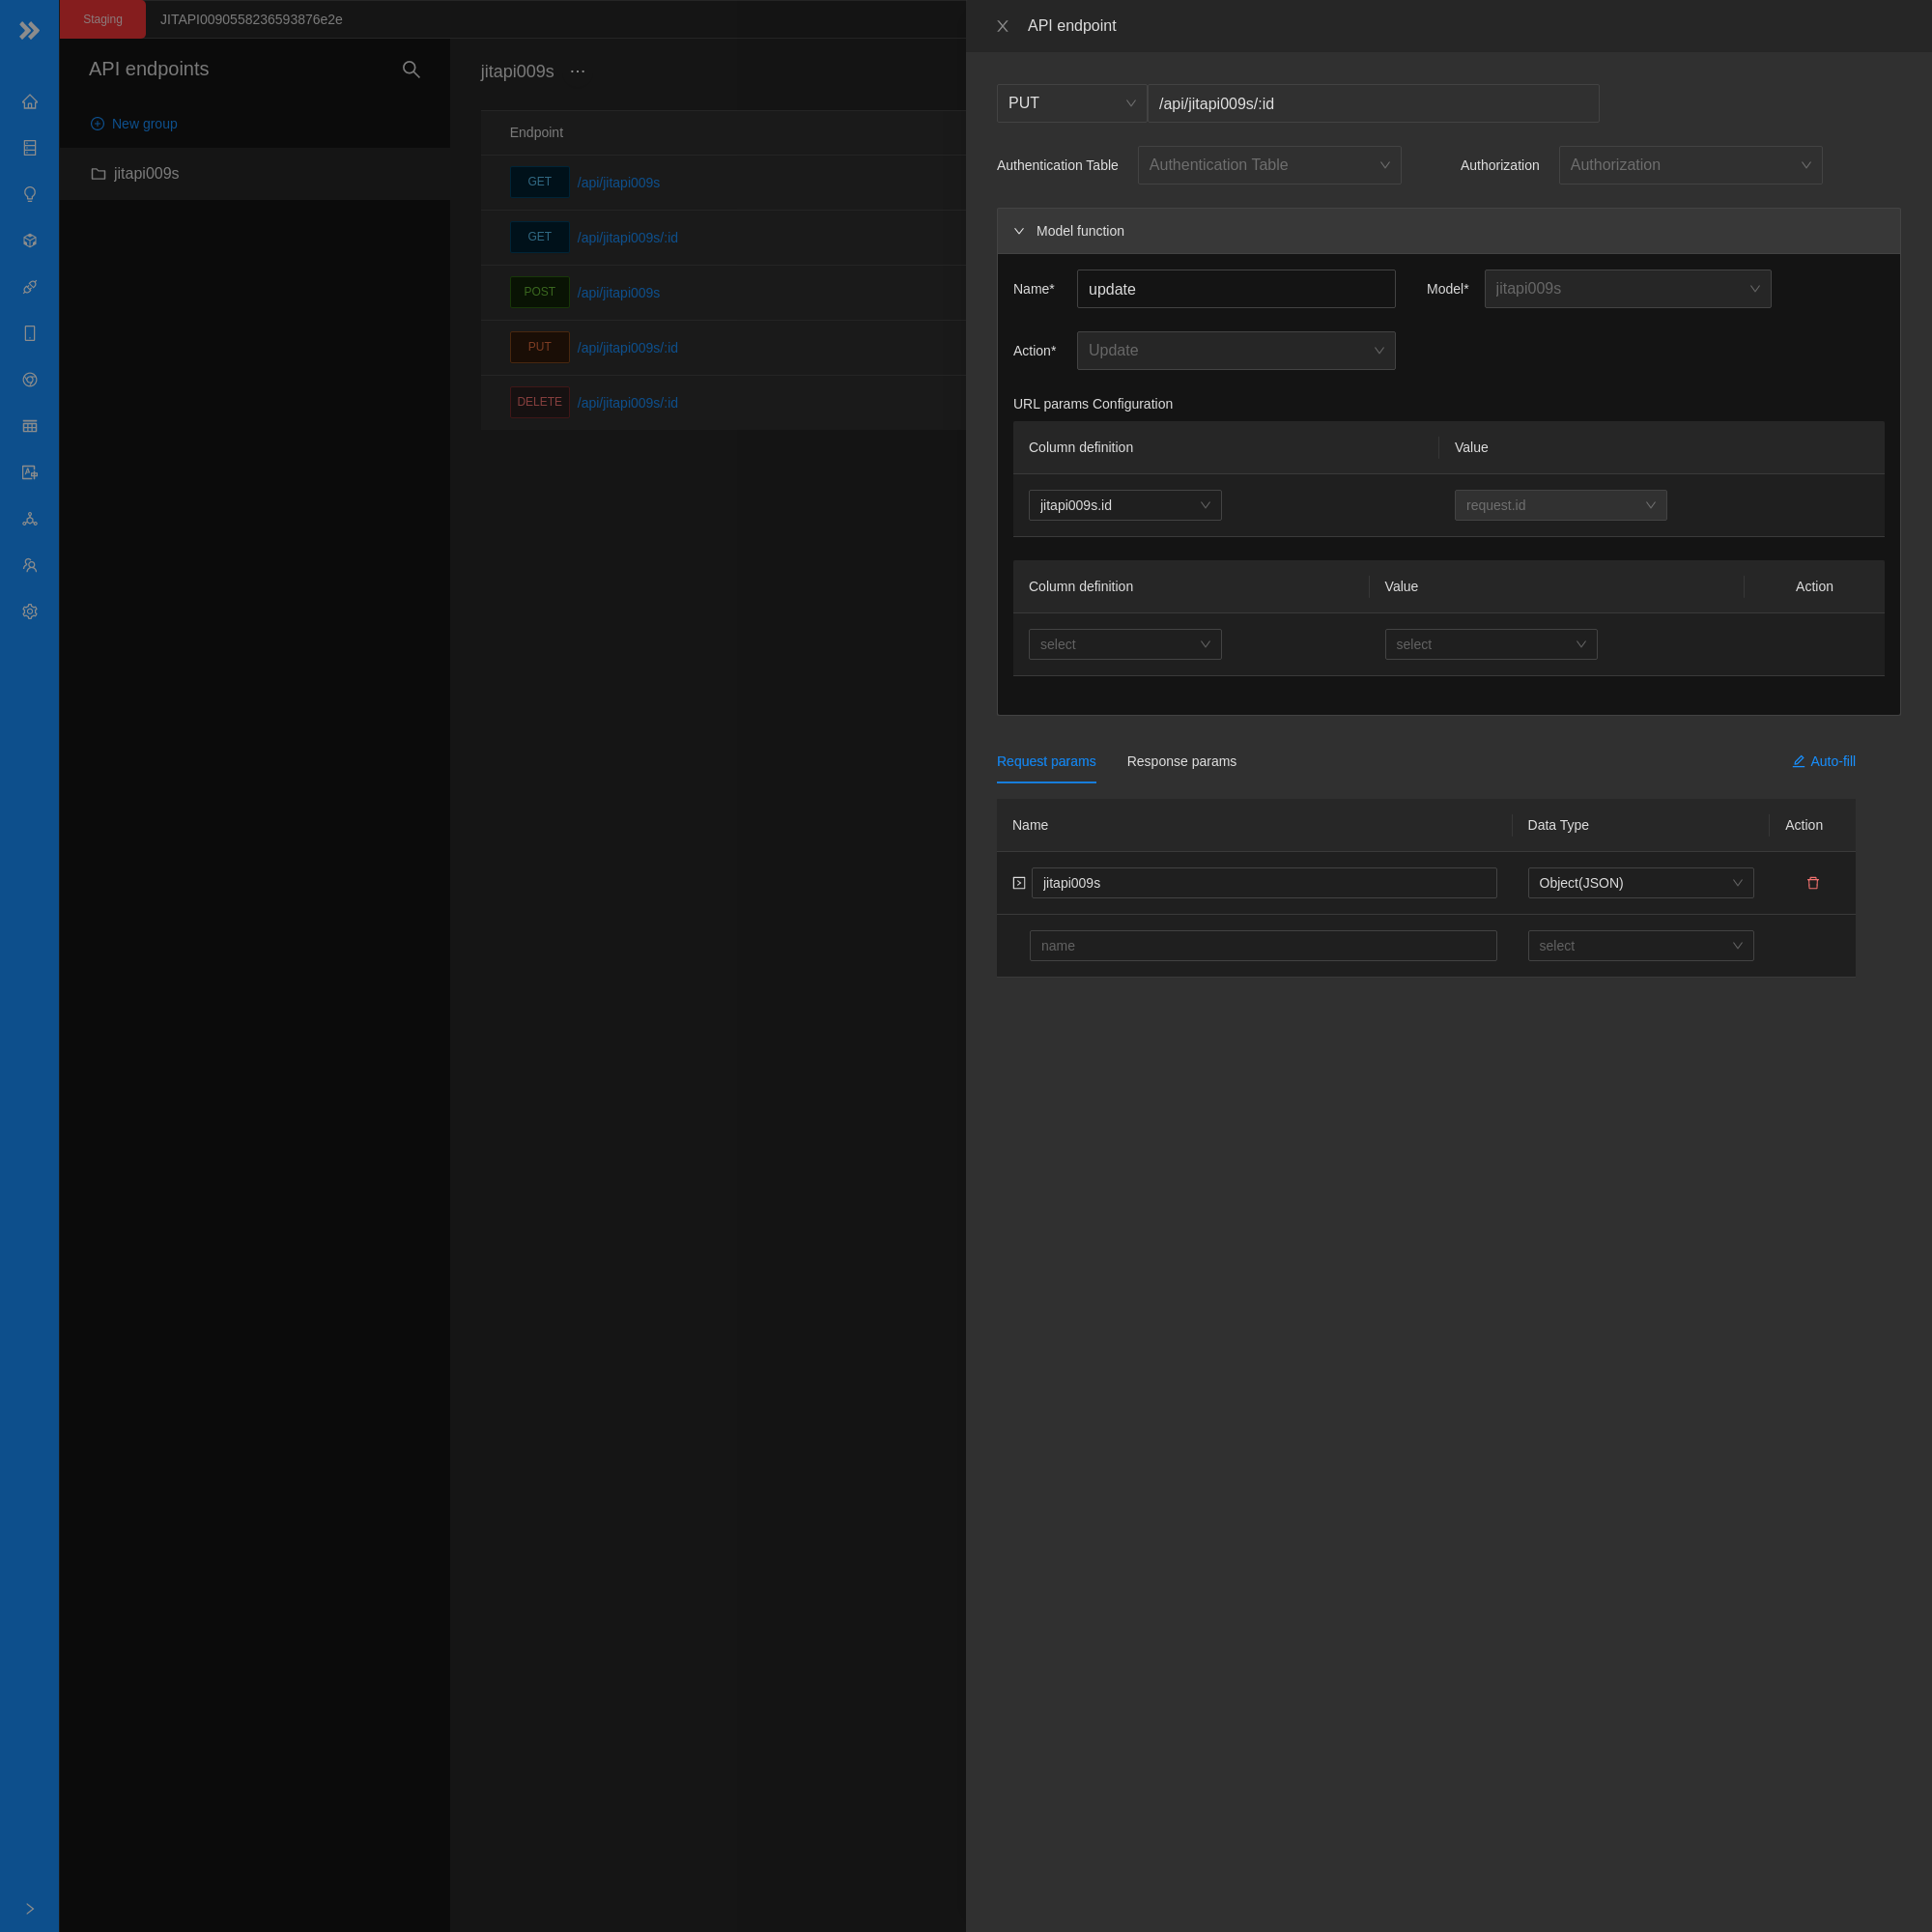 Staging
JITAPI0090558236593876e2e
API endpoints
New group
jitapi009s
jitapi009s
Endpoint
GET /api/jitapi009s
GET /api/jitapi009s/:id
POST /api/jitapi009s
PUT /api/jitapi009s/:id
DELETE /api/jitapi009s/:id
API endpoint
PUT /api/jitapi009s/:id
Authentication Table Authentication Table Authorization Authorization
Model function
Name* update Model* jitapi009s
Action* Update
URL params Configuration
Column definition Value
jitapi009s.id request.id
Column definition Value Action
select select
Request params Response params Auto-fill
Name Data Type Action
jitapi009s Object(JSON)
name select